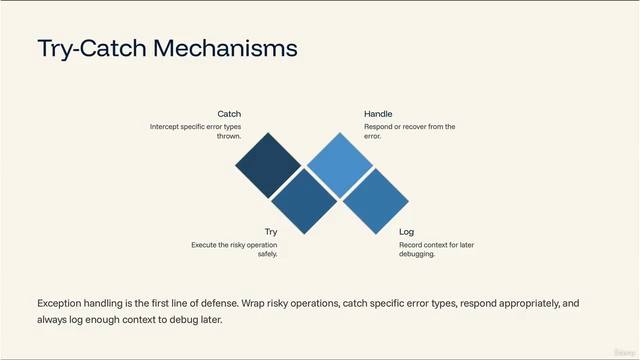 Try-Catch Mechanisms
Catch
Intercept specific error types
thrown.
Handle
Respond or recover from the
error.
Try
Execute the risky operation
safely.
Log
Record context for later
debugging.
Exception handling is the first line of defense. Wrap risky operations, catch specific error types, respond appropriately, and
always log enough context to debug later.